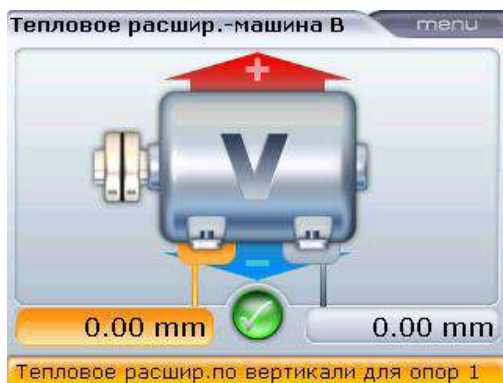 Тепловое расшир.-машина В
menu
+
V
−
0.00 mm
0.00 mm
Тепловое расшир.по вертикали для опор 1